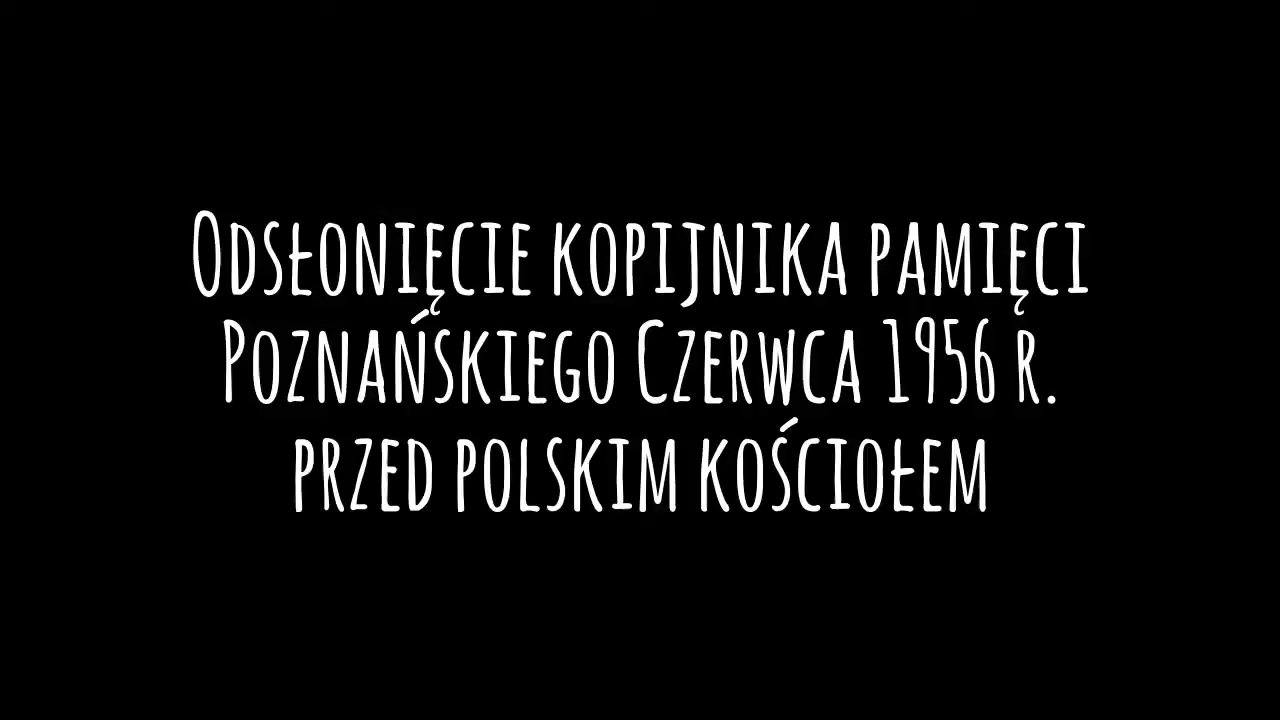 Odsłonięcie kopijnika pamięci
Poznańskiego Czerwca 1956 r.
przed polskim kościołem